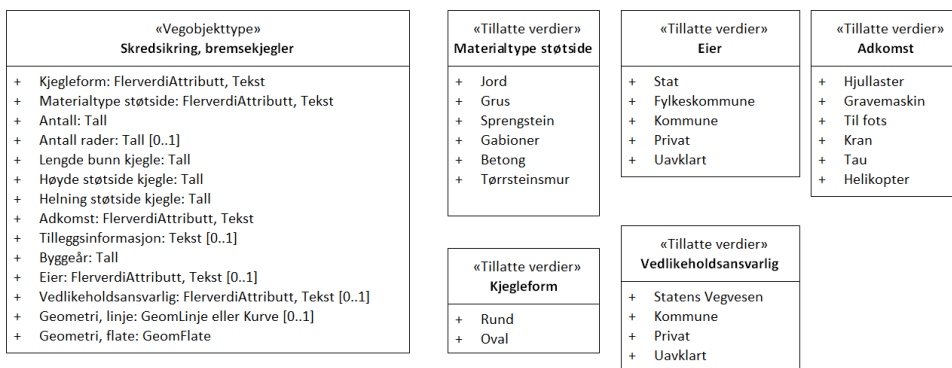 «Vegobjekttype»
Skredsikring, bremsekjegler
+ Kjegleform: FlerverdiAttributt, Tekst
+ Materialtype støtside: FlerverdiAttributt, Tekst
+ Antall: Tall
+ Antall rader: Tall [0..1]
+ Lengde bunn kjegle: Tall
+ Høyde støtside kjegle: Tall
+ Helning støtside kjegle: Tall
+ Adkomst: FlerverdiAttributt, Tekst
+ Tilleggsinformasjon: Tekst [0..1]
+ Byggeår: Tall
+ Eier: FlerverdiAttributt, Tekst [0..1]
+ Vedlikeholdsansvarlig: FlerverdiAttributt, Tekst [0..1]
+ Geometri, linje: GeomLinje eller Kurve [0..1]
+ Geometri, flate: GeomFlate
«Tillatte verdier»
Materialtype støtside
+ Jord
+ Grus
+ Sprengstein
+ Gabioner
+ Betong
+ Tørrsteinsmur
«Tillatte verdier»
Eier
+ Stat
+ Fylkeskommune
+ Kommune
+ Privat
+ Uavklart
«Tillatte verdier»
Adkomst
+ Hjullaster
+ Gravemaskin
+ Til fots
+ Kran
+ Tau
+ Helikopter
«Tillatte verdier»
Kjegleform
+ Rund
+ Oval
«Tillatte verdier»
Vedlikeholdsansvarlig
+ Statens Vegvesen
+ Kommune
+ Privat
+ Uavklart